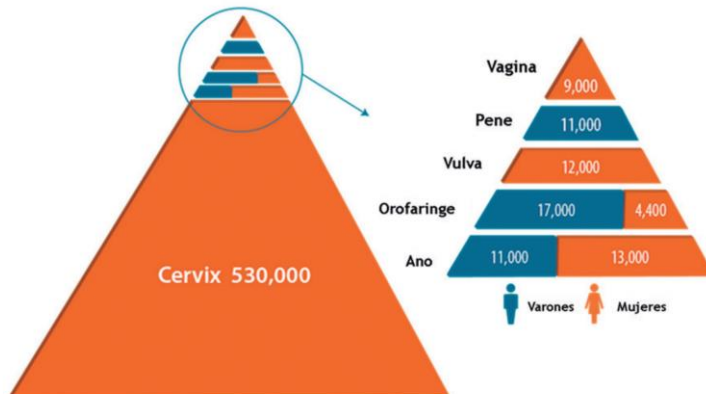 Vagina
9,000
Pene
11,000
Vulva
12,000
Orofaringe
17,000 4,400
Ano
11,000 13,000
Cervix 530,000
Varones Mujeres